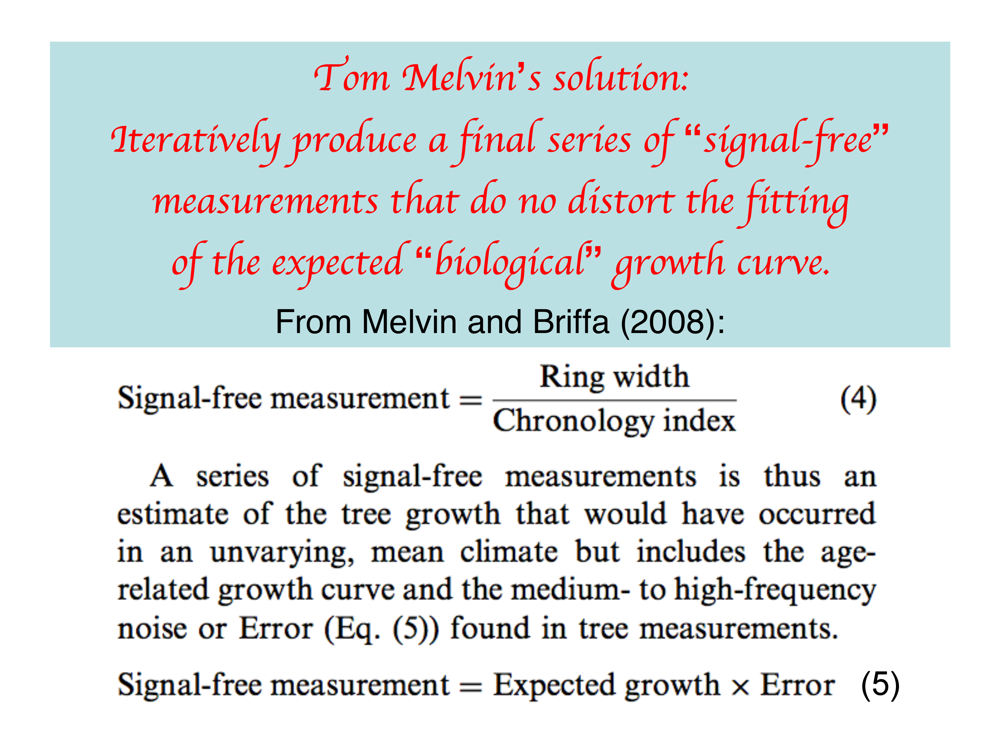 Tom Melvin’s solution:
Iteratively produce a final series of “signal-free”
measurements that do no distort the fitting
of the expected “biological” growth curve.
From Melvin and Briffa (2008):
Signal-free measurement = Ring width / Chronology index (4)
A series of signal-free measurements is thus an
estimate of the tree growth that would have occurred
in an unvarying, mean climate but includes the age-
related growth curve and the medium- to high-frequency
noise or Error (Eq. (5)) found in tree measurements.
Signal-free measurement = Expected growth × Error (5)